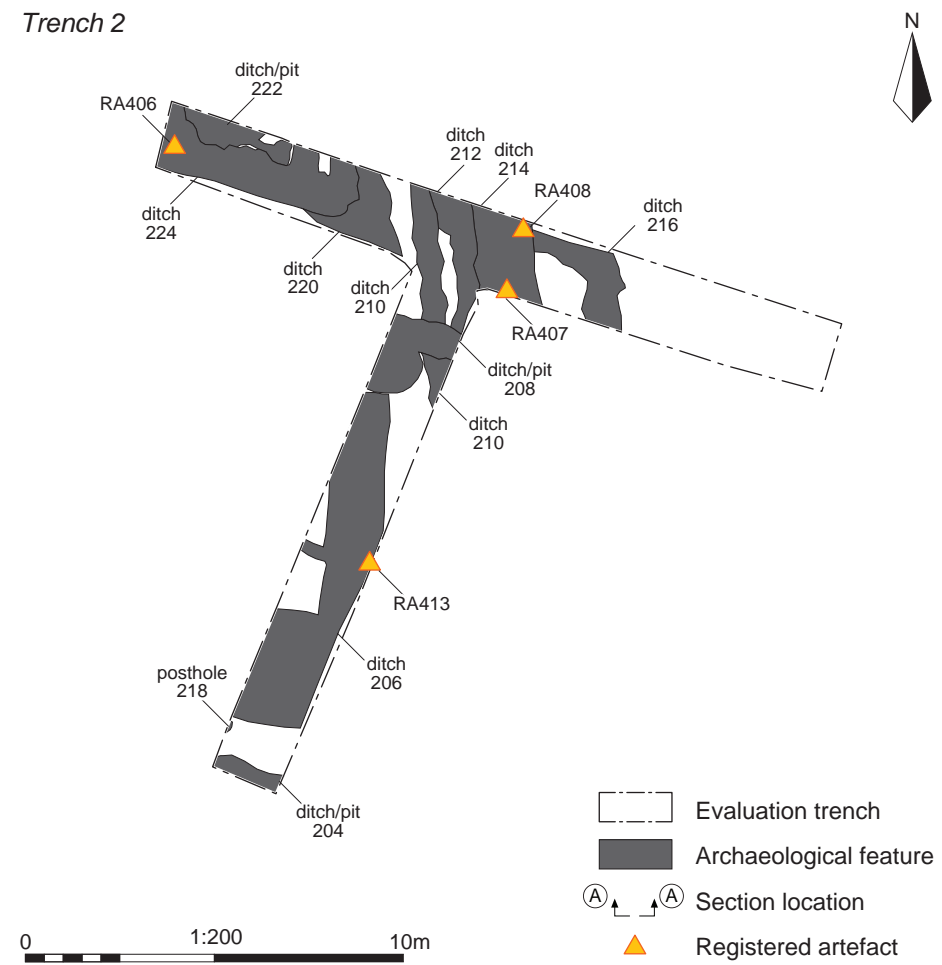 Trench 2
N
ditch/pit
222
RA406
ditch
212
ditch
214
RA408
ditch
216
ditch
224
ditch
220
ditch
210
RA407
ditch/pit
208
ditch
210
RA413
ditch
206
posthole
218
ditch/pit
204
Evaluation trench
Archaeological feature
A A Section location
Registered artefact
0 1:200 10m